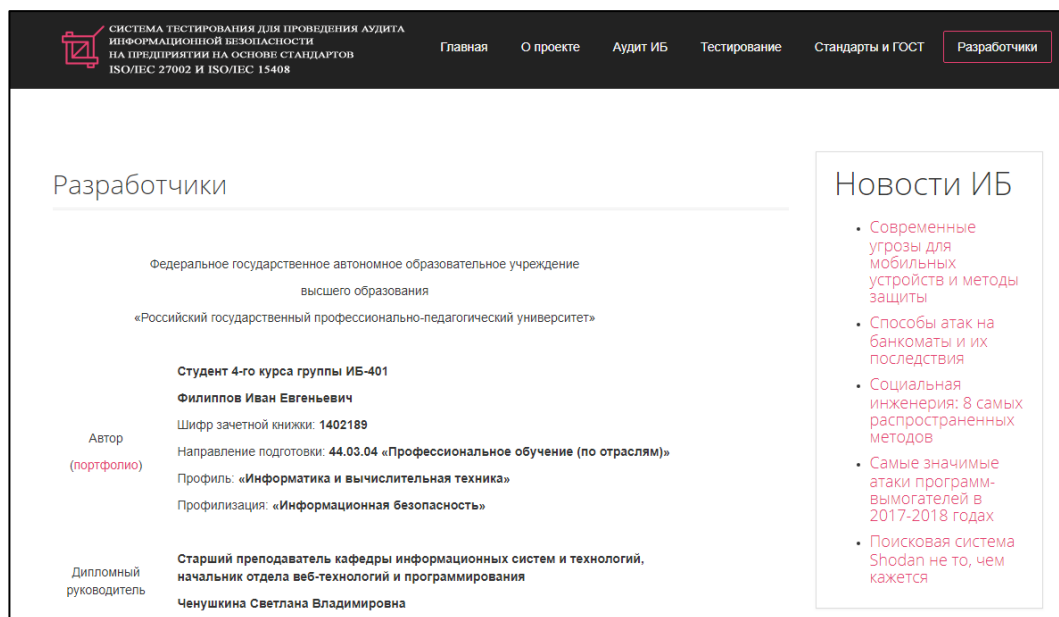 СИСТЕМА ТЕСТИРОВАНИЯ ДЛЯ ПРОВЕДЕНИЯ АУДИТА
ИНФОРМАЦИОННОЙ БЕЗОПАСНОСТИ
НА ПРЕДПРИЯТИИ НА ОСНОВЕ СТАНДАРТОВ
ISO/IEC 27002 И ISO/IEC 15408
Главная О проекте Аудит ИБ Тестирование Стандарты и ГОСТ Разработчики
Разработчики
Федеральное государственное автономное образовательное учреждение
высшего образования
«Российский государственный профессионально-педагогический университет»
Автор
(портфолио)
Студент 4-го курса группы ИБ-401
Филиппов Иван Евгеньевич
Шифр зачетной книжки: 1402189
Направление подготовки: 44.03.04 «Профессиональное обучение (по отраслям)»
Профиль: «Информатика и вычислительная техника»
Профилизация: «Информационная безопасность»
Дипломный
руководитель
Старший преподаватель кафедры информационных систем и технологий,
начальник отдела веб-технологий и программирования
Ченушкина Светлана Владимировна
Новости ИБ
• Современные
угрозы для
мобильных
устройств и методы
защиты
• Способы атак на
банкоматы и их
последствия
• Социальная
инженерия: 8 самых
распространенных
методов
• Самые значимые
атаки программ-
вымогателей в
2017-2018 годах
• Поисковая система
Shodan не то, чем
кажется